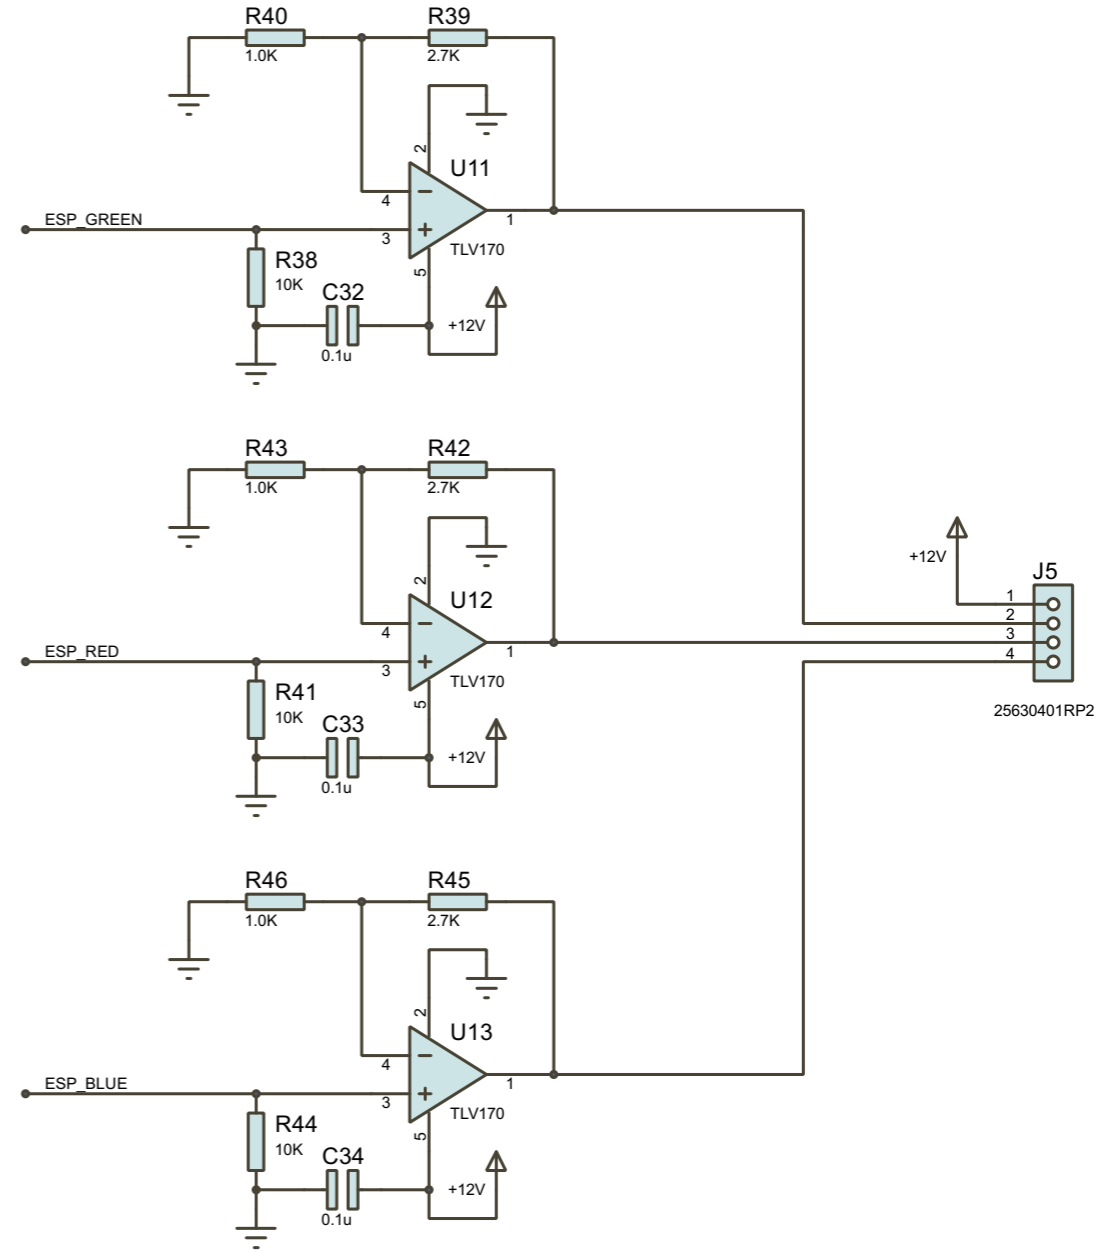 R40
1.0K
R39
2.7K
2
U11
4
3
1
5
TLV170
ESP_GREEN
R38
10K
C32
0.1u
+12V
R43
1.0K
R42
2.7K
2
U12
4
3
1
5
TLV170
ESP_RED
R41
10K
C33
0.1u
+12V
+12V
J5
1
2
3
4
25630401RP2
R46
1.0K
R45
2.7K
2
U13
4
3
1
5
TLV170
ESP_BLUE
R44
10K
C34
0.1u
+12V